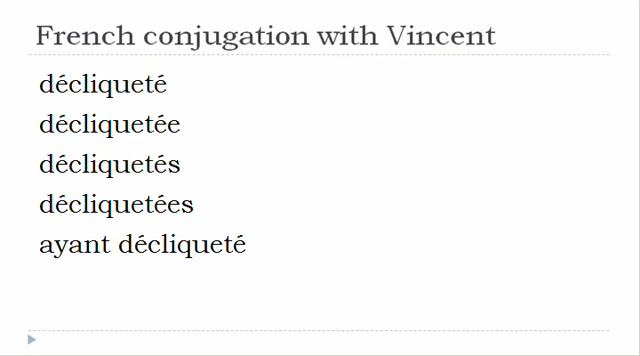 French conjugation with Vincent
décliqueté
décliquetée
décliquetés
décliquetées
ayant décliqueté